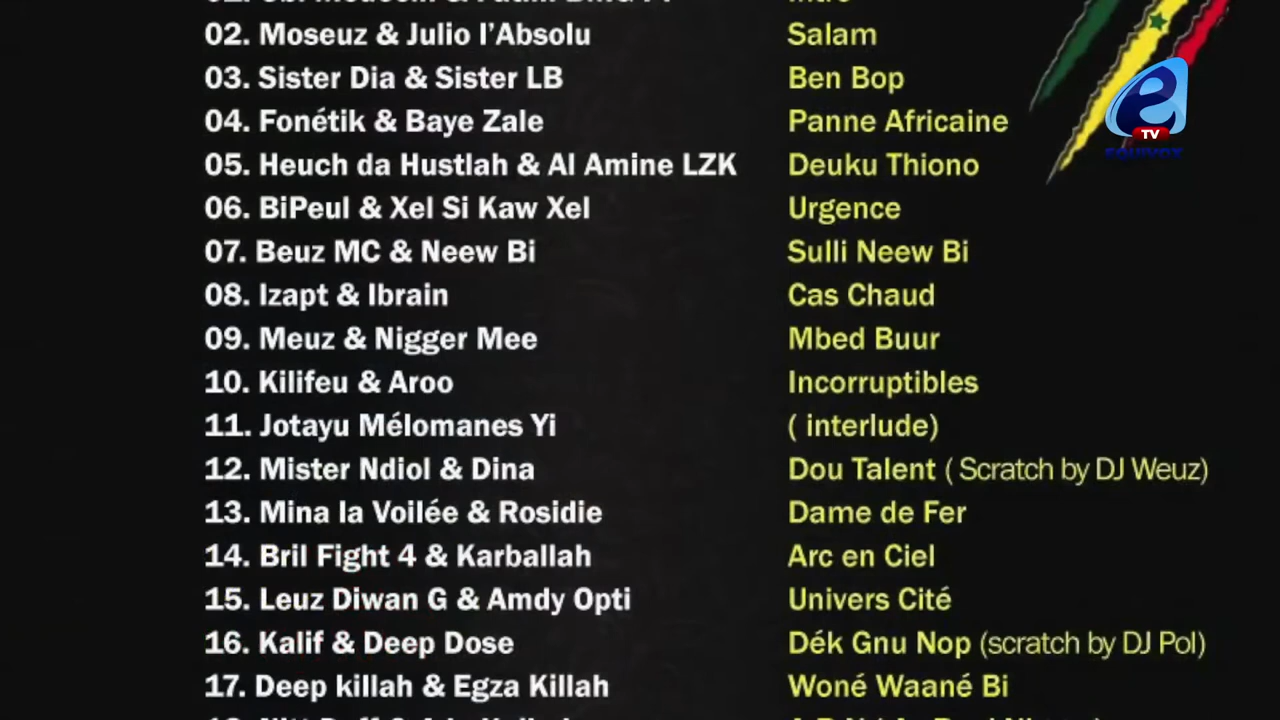 02. Moseuz & Julio l'Absolu Salam
03. Sister Dia & Sister LB Ben Bop
04. Fonétik & Baye Zale Panne Africaine
05. Heuch da Hustlah & Al Amine LZK Deuku Thiono
06. BiPeul & Xel Si Kaw Xel Urgence
07. Beuz MC & Neew Bi Sulli Neew Bi
08. Izapt & Ibrain Cas Chaud
09. Meuz & Nigger Mee Mbed Buur
10. Kilifeu & Aroo Incorruptibles
11. Jotayu Mélomanes Yi ( interlude)
12. Mister Ndiol & Dina Dou Talent ( Scratch by DJ Weuz)
13. Mina la Voilée & Rosidie Dame de Fer
14. Bril Fight 4 & Karballah Arc en Ciel
15. Leuz Diwan G & Amdy Opti Univers Cité
16. Kalif & Deep Dose Dék Gnu Nop (scratch by DJ Pol)
17. Deep killah & Egza Killah Woné Waané Bi
e
TV
EQUIVOX